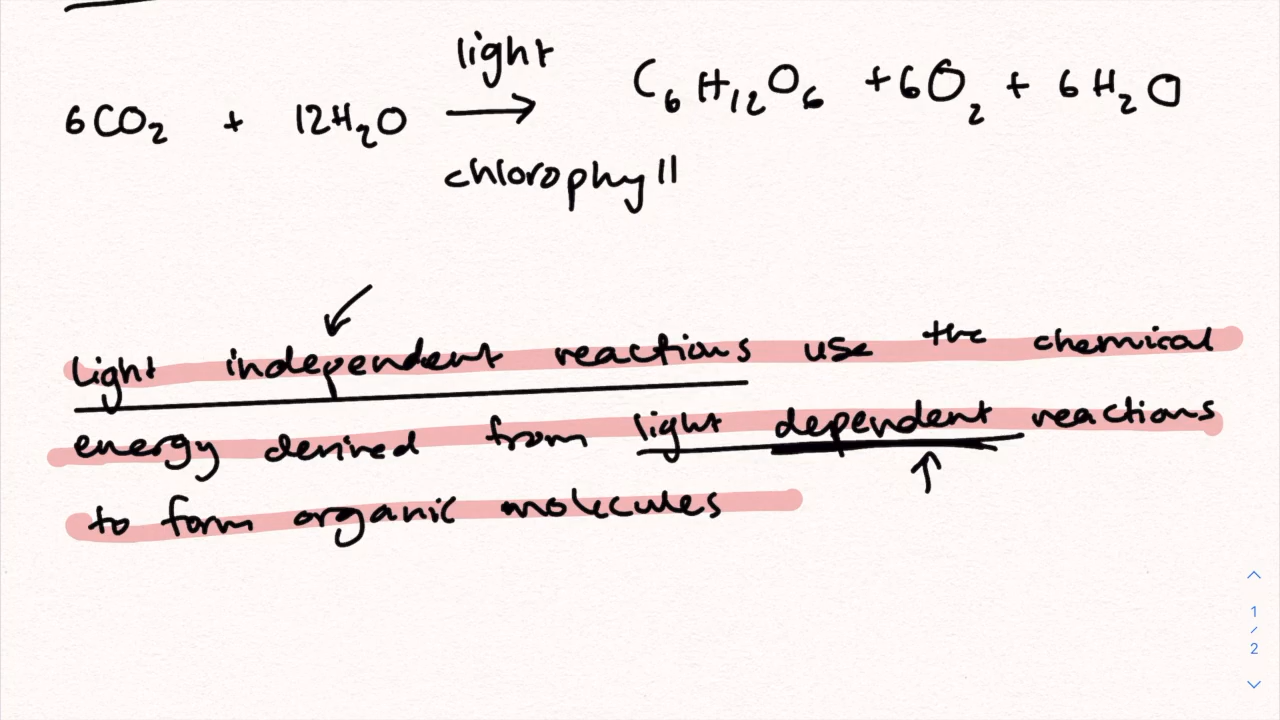 light
6CO₂ + 12H₂O → C₆H₁₂O₆ + 6O₂ + 6H₂O
chlorophyll
Light independent reactions use the chemical
energy derived from light dependent reactions
to form organic molecules
1
/
2